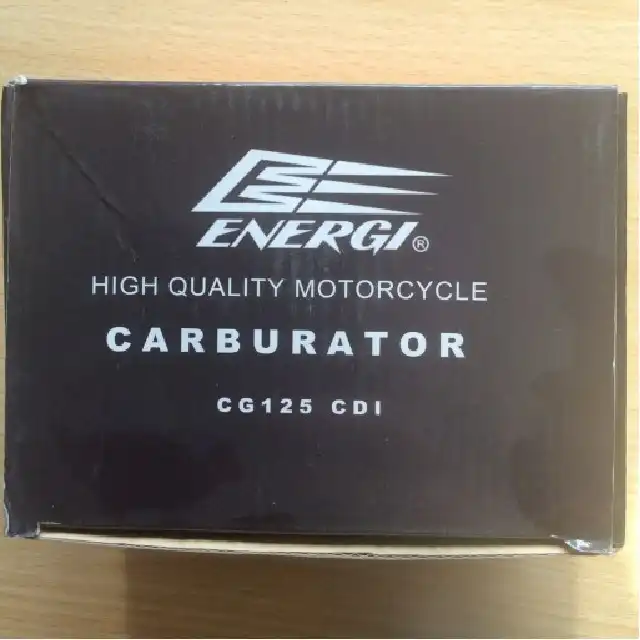 ENERGI®
HIGH QUALITY MOTORCYCLE
CARBURATOR
CG125 CDI